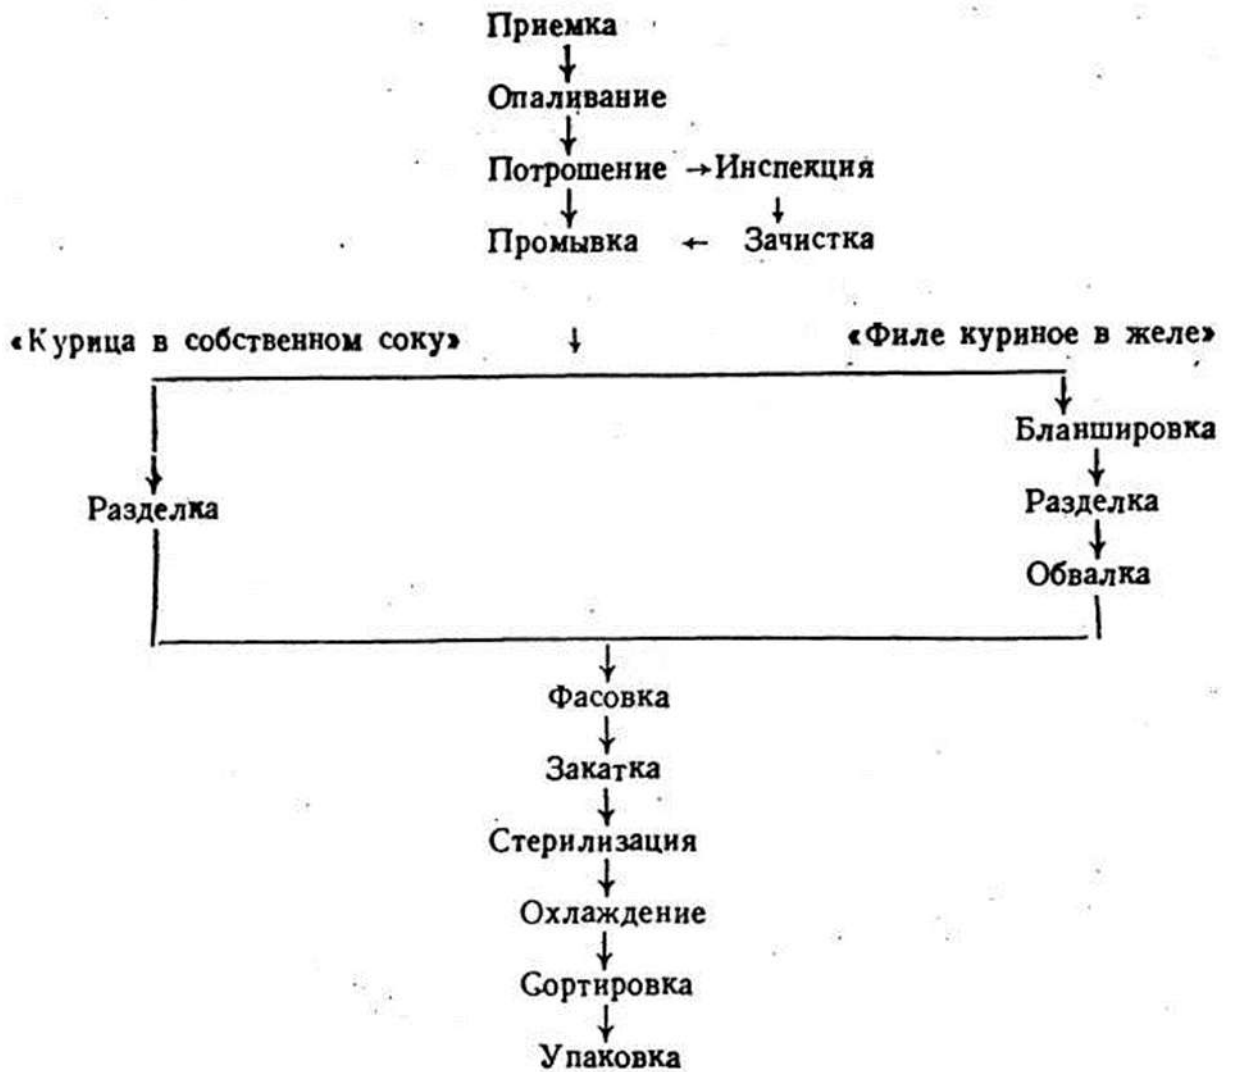 Приемка
Опаливание
Потрошение → Инспекция
Промывка ← Зачистка
«Курица в собственном соку» «Филе куриное в желе»
Бланшировка
Разделка Разделка
Обвалка
Фасовка
Закатка
Стерилизация
Охлаждение
Сортировка
Упаковка